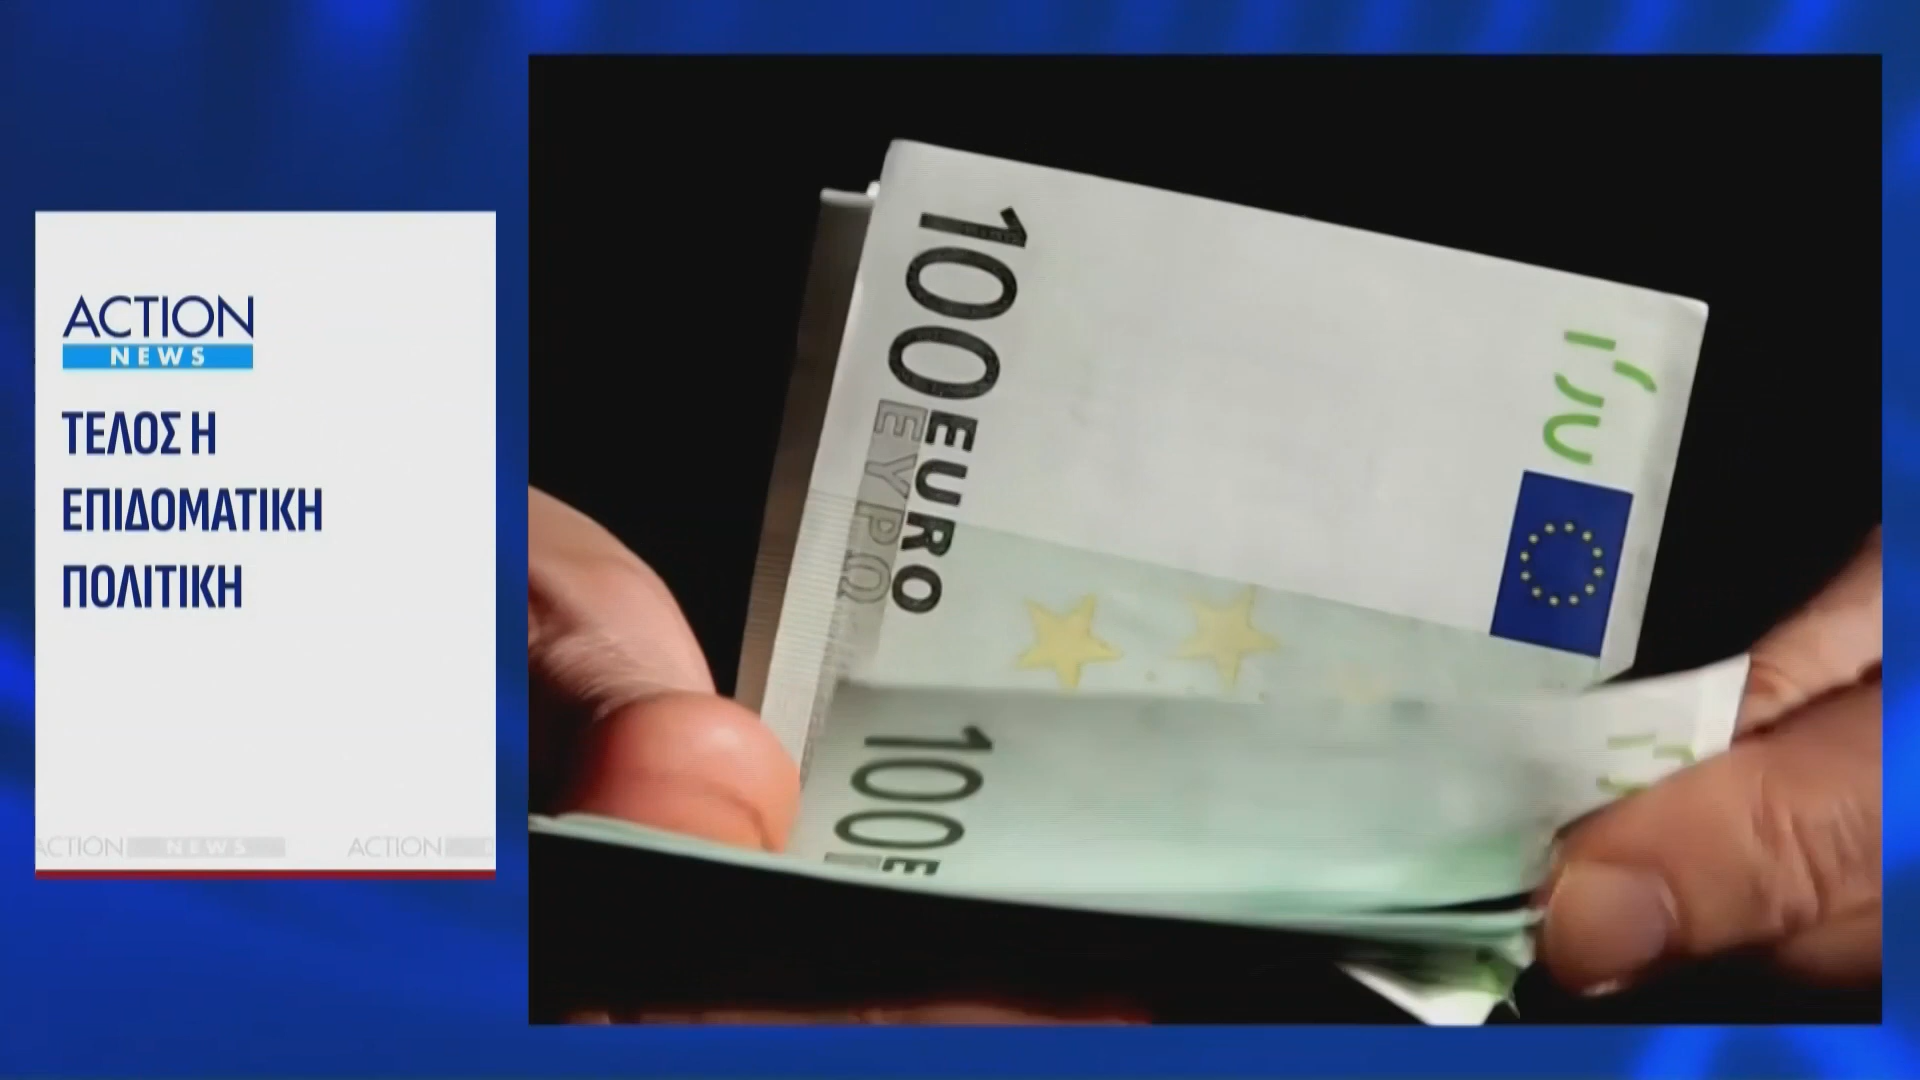 ACTION
NEWS
ΤΕΛΟΣ Η
ΕΠΙΔΟΜΑΤΙΚΗ
ΠΟΛΙΤΙΚΗ
ACTION NEWS ACTION
100 EURO
ΕΥΡΩ
100 E